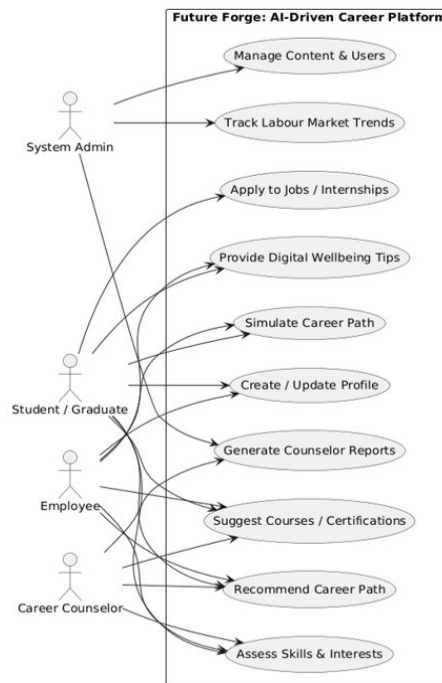 Future Forge: AI-Driven Career Platform
Manage Content & Users
System Admin
Track Labour Market Trends
Apply to Jobs / Internships
Provide Digital Wellbeing Tips
Simulate Career Path
Student / Graduate
Create / Update Profile
Generate Counselor Reports
Employee
Suggest Courses / Certifications
Career Counselor
Recommend Career Path
Assess Skills & Interests